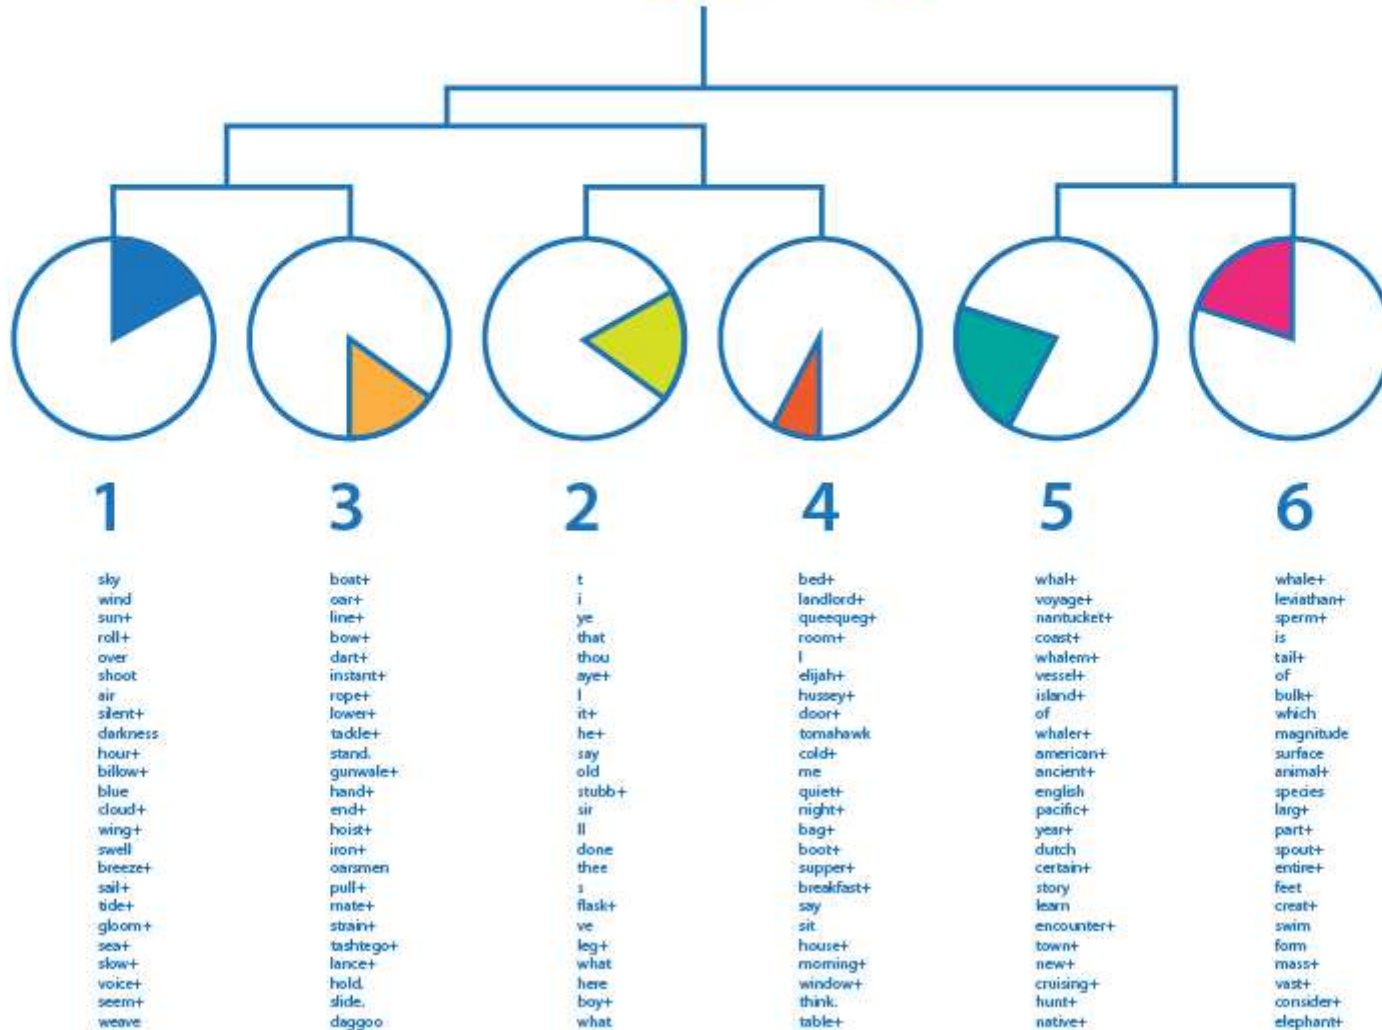 1 3 2 4 5 6
sky boat+ t bed+ whal+ whale+
wind oar+ i landlord+ voyage+ leviathan+
sun+ line+ ye queequeg+ nantucket+ sperm+
roll+ bow+ that room+ coast+ is
over dart+ thou I whalem+ tail+
shoot instant+ aye+ elijah+ vessel+ of
air rope+ I hussey+ island+ bulk+
silent+ lower+ it+ door+ of which
darkness tackle+ he+ tomahawk whaler+ magnitude
hour+ stand. say cold+ american+ surface
billow+ gunwale+ old me ancient+ animal+
blue hand+ stubb+ quiet+ english species
cloud+ end+ sir night+ pacific+ larg+
wing+ hoist+ ll bag+ year+ part+
swell iron+ done boot+ dutch spout+
breeze+ oarsmen thee supper+ certain+ entire+
sail+ pull+ s breakfast+ story feet
tide+ mate+ flask+ say learn creat+
gloom+ strain+ ve sit encounter+ swim
sea+ tashtego+ leg+ house+ town+ form
slow+ lance+ what morning+ new+ mass+
voice+ hold. here window+ cruising+ vast+
seem+ slide. boy+ think. hunt+ consider+
weave daggoo what table+ native+ elephant+